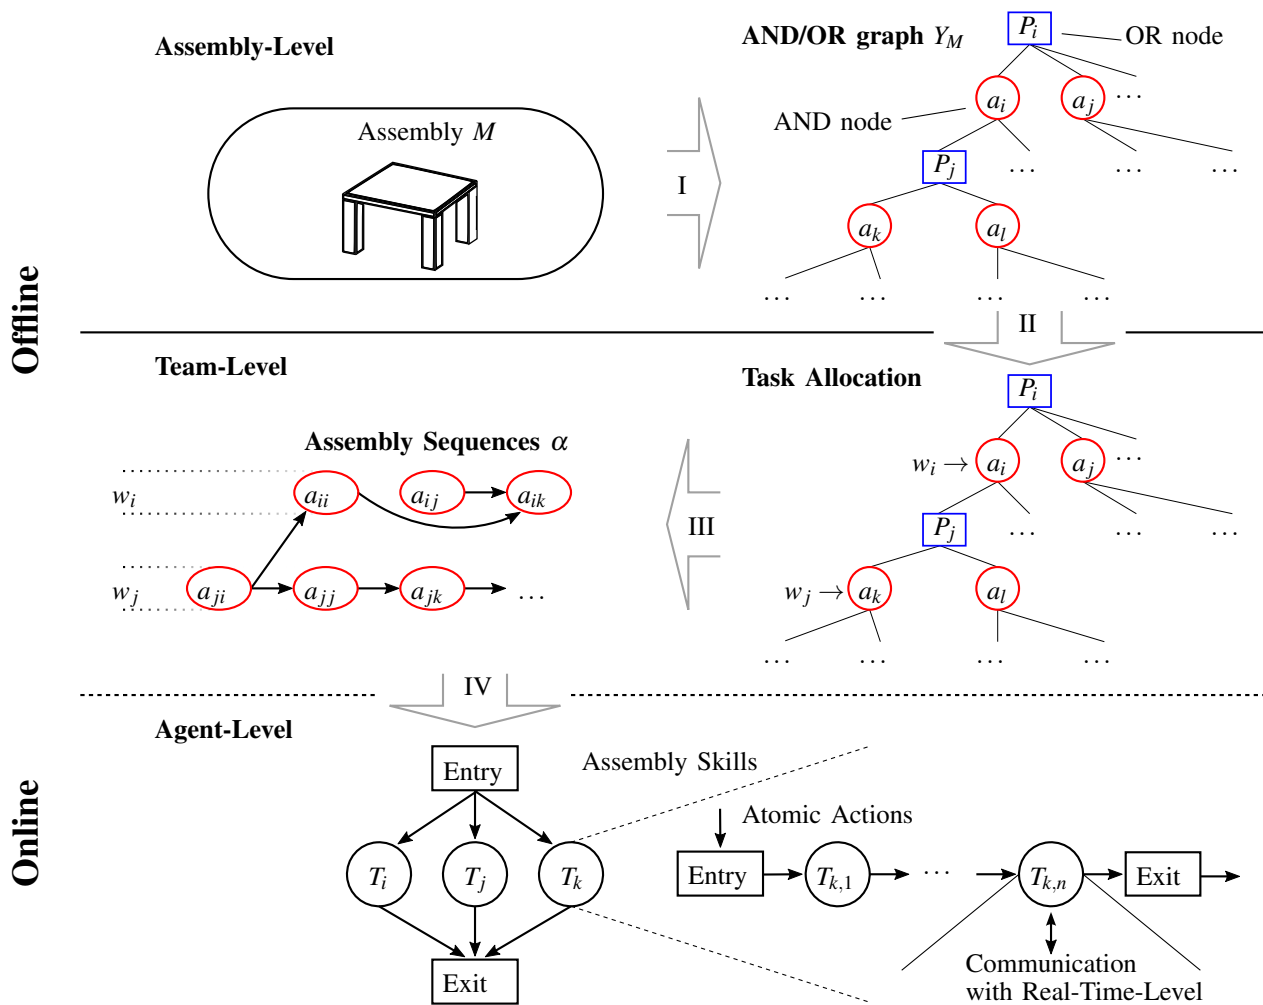 Offline
Assembly-Level
Assembly M
I
AND/OR graph Y_M
P_i
OR node
a_i
a_j
...
AND node
... ... ...
P_j
a_k
a_l
... ... ... ...
II
Team-Level
Task Allocation
P_i
w_i →
a_i
a_j
...
... ... ...
P_j
w_j →
a_k
a_l
... ... ... ...
III
Assembly Sequences α
w_i
a_ii
a_ij
a_ik
w_j
a_ji
a_jj
a_jk
...
IV
Online
Agent-Level
Entry
T_i
T_j
T_k
Exit
Assembly Skills
Atomic Actions
Entry
T_k,1
...
T_k,n
Exit
Communication
with Real-Time-Level